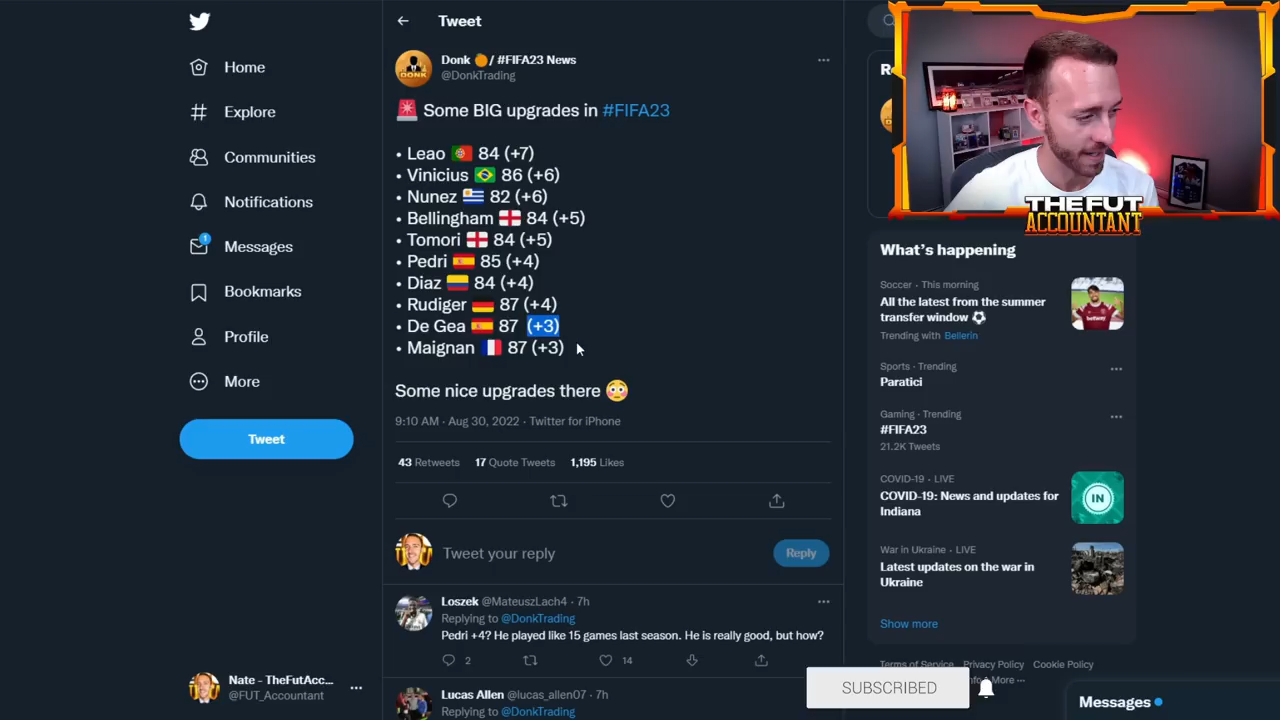 Home
Explore
Communities
Notifications
1
Messages
Bookmarks
Profile
More
Tweet
Nate - TheFutAcc...
@FUT_Accountant
Tweet
DONK
Donk 🍊/ #FIFA23 News
@DonkTrading
🚨 Some BIG upgrades in #FIFA23
• Leao 🇵🇹 84 (+7)
• Vinicius 🇧🇷 86 (+6)
• Nunez 🇺🇾 82 (+6)
• Bellingham 🏴󠁧󠁢󠁥󠁮󠁧󠁿 84 (+5)
• Tomori 🏴󠁧󠁢󠁥󠁮󠁧󠁿 84 (+5)
• Pedri 🇪🇸 85 (+4)
• Diaz 🇨🇴 84 (+4)
• Rudiger 🇩🇪 87 (+4)
• De Gea 🇪🇸 87 (+3)
• Maignan 🇫🇷 87 (+3)
Some nice upgrades there 😳
9:10 AM · Aug 30, 2022 · Twitter for iPhone
43 Retweets 17 Quote Tweets 1,195 Likes
Tweet your reply
Reply
Loszek @MateuszLach4 · 7h
Replying to @DonkTrading
Pedri +4? He played like 15 games last season. He is really good, but how?
2
14
Lucas Allen @lucas_allen07 · 7h
Replying to @DonkTrading
THE FUT
ACCOUNTANT
What's happening
Soccer · This morning
All the latest from the summer
transfer window ⚽
Trending with Bellerin
Sports · Trending
Paratici
Gaming · Trending
#FIFA23
21.2K Tweets
COVID-19 · LIVE
COVID-19: News and updates for
Indiana
IN
War in Ukraine · LIVE
Latest updates on the war in
Ukraine
Show more
Terms of Service Privacy Policy Cookie Policy
More ...
SUBSCRIBED
Messages